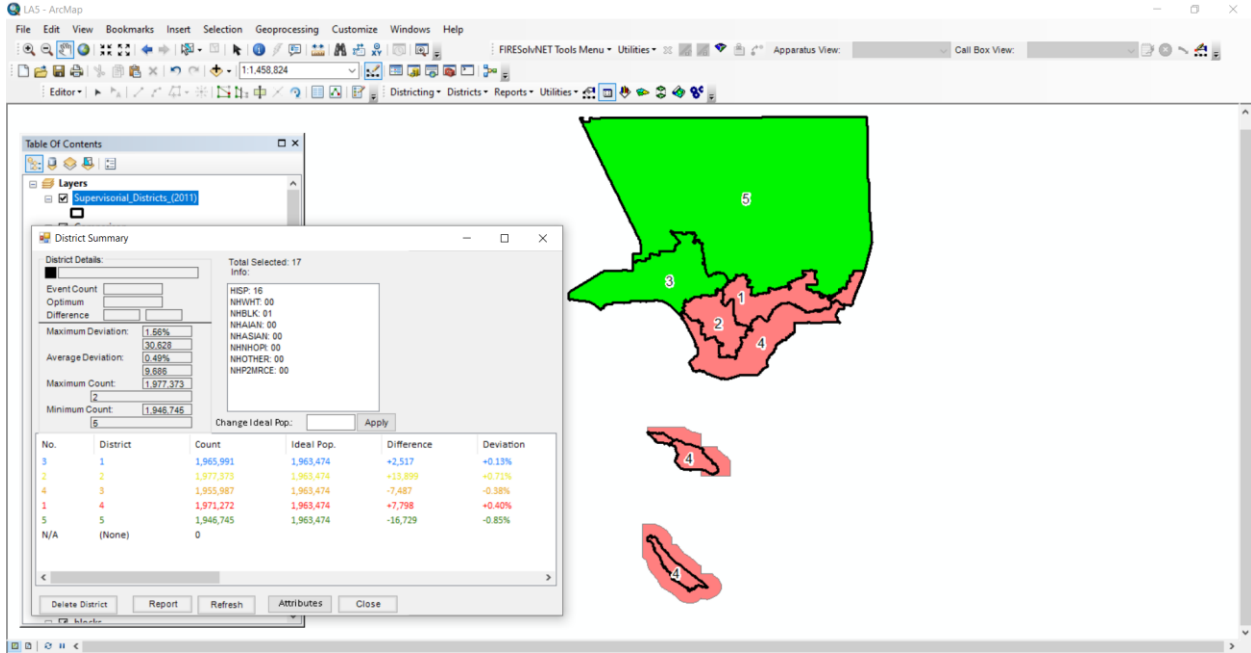 LA5 - ArcMap
File Edit View Bookmarks Insert Selection Geoprocessing Customize Windows Help
FIRESolvNET Tools Menu Utilities Apparatus View: Call Box View:
1:1,458,824
Editor Districting Districts Reports Utilities
Table Of Contents
Layers
Supervisorial_Districts_(2011)
District Summary
District Details:
Total Selected: 17
Info:
Event Count
Optimum
Difference
HISP: 16
NHWHT: 00
NHBLK: 01
NHAIAN: 00
NHASIAN: 00
NHNHOPI: 00
NHOTHER: 00
NHP2MRCE: 00
Maximum Deviation: 1.56%
30,628
Average Deviation: 0.49%
9,686
Maximum Count: 1,977,373
2
Minimum Count: 1,946,745
5
Change Ideal Pop.: Apply
No. District Count Ideal Pop. Difference Deviation
3 1 1,965,991 1,963,474 +2,517 +0.13%
2 2 1,977,373 1,963,474 +13,899 +0.71%
4 3 1,955,987 1,963,474 -7,487 -0.38%
1 4 1,971,272 1,963,474 +7,798 +0.40%
5 5 1,946,745 1,963,474 -16,729 -0.85%
N/A (None) 0
Delete District Report Refresh Attributes Close
blocks
5
3
1
2
4
4
4